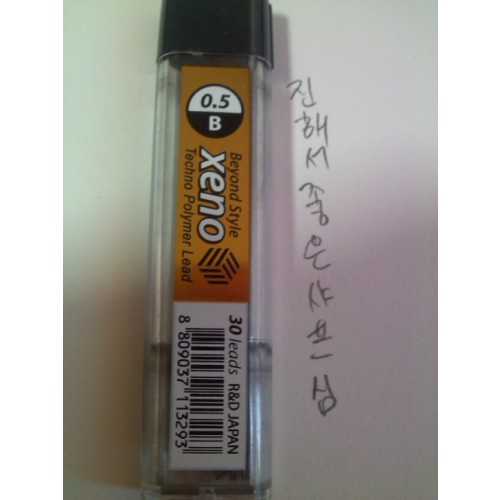 0.5
B
Beyond Style
xeno
Techno Polymer Lead
30 leads R&D JAPAN
8 809037 113293
진해서 좋은 샤프심